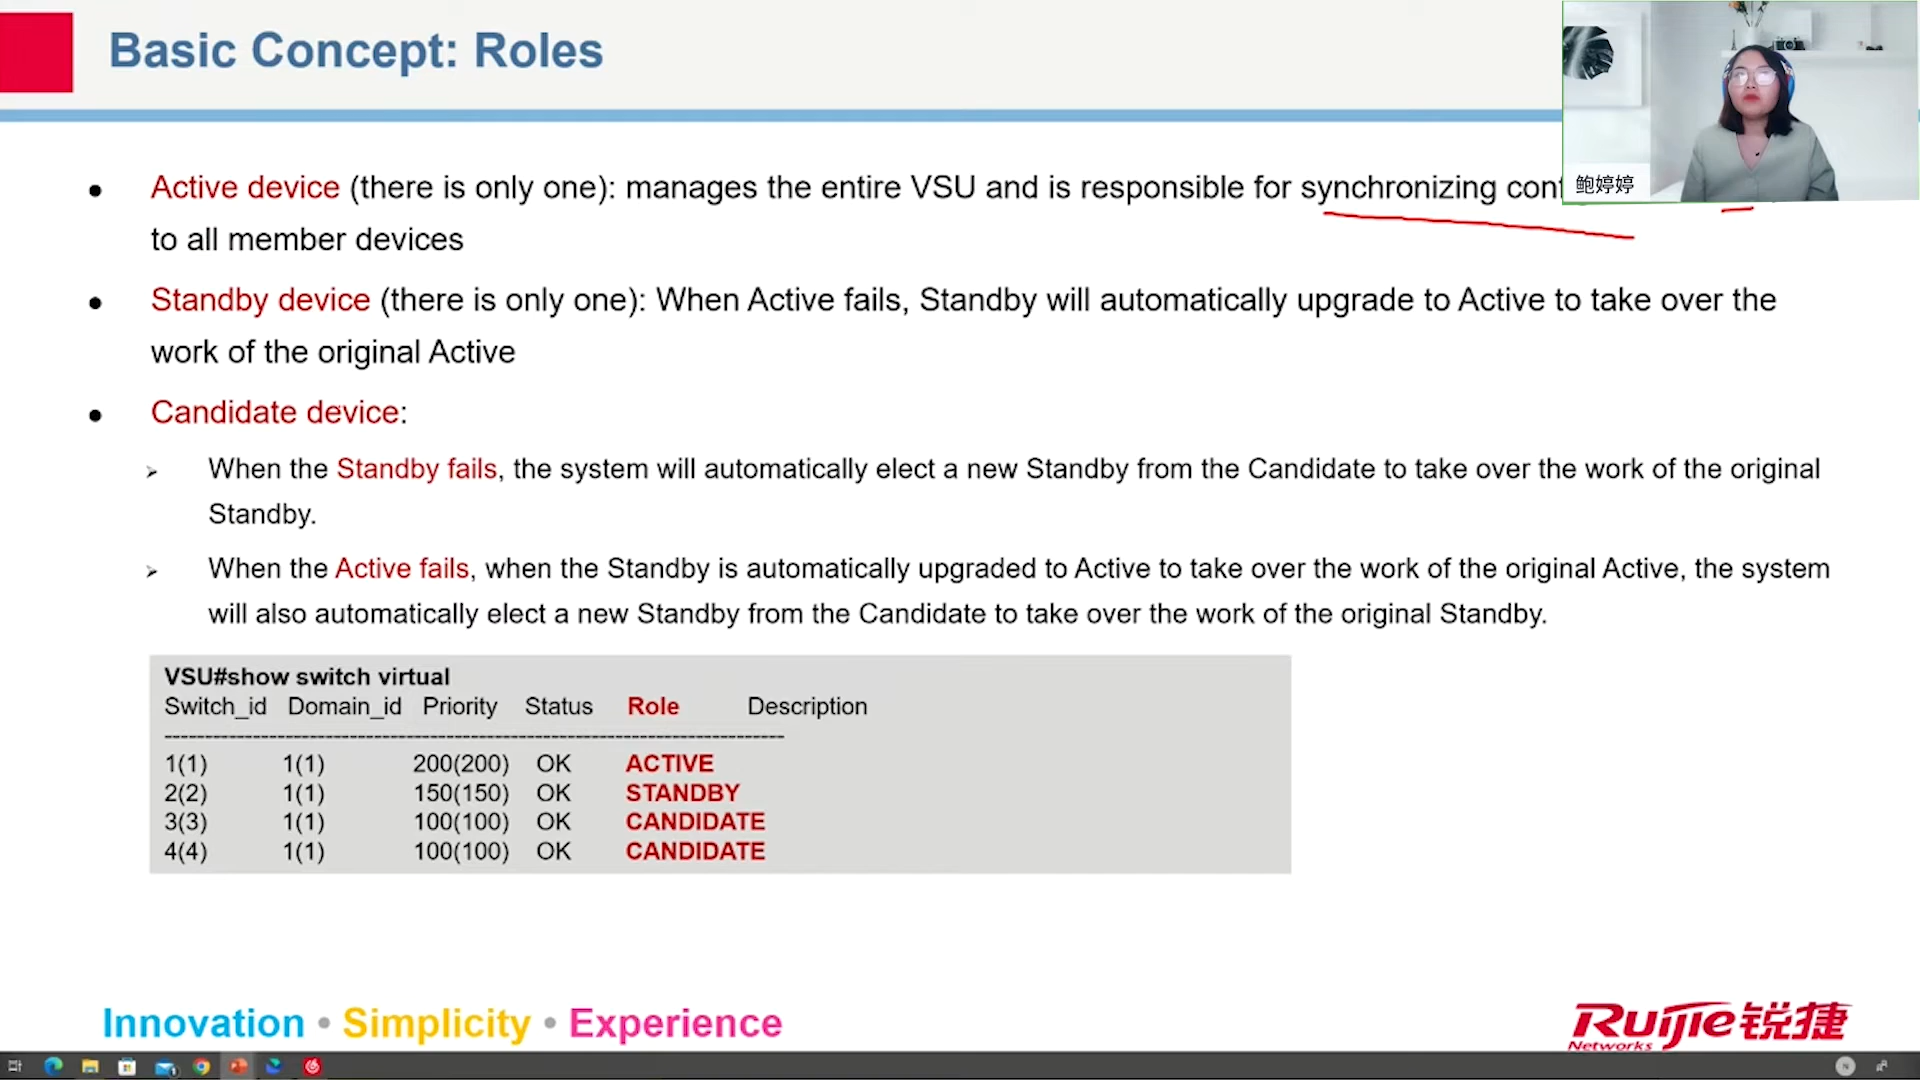 Basic Concept: Roles
鲍婷婷
Active device (there is only one): manages the entire VSU and is responsible for synchronizing
to all member devices
Standby device (there is only one): When Active fails, Standby will automatically upgrade to Active to take over the
work of the original Active
Candidate device:
When the Standby fails, the system will automatically elect a new Standby from the Candidate to take over the work of the original
Standby.
When the Active fails, when the Standby is automatically upgraded to Active to take over the work of the original Active, the system
will also automatically elect a new Standby from the Candidate to take over the work of the original Standby.
VSU#show switch virtual
Switch_id Domain_id Priority Status Role Description
--------------------------------------------------------------------------------
1(1) 1(1) 200(200) OK ACTIVE
2(2) 1(1) 150(150) OK STANDBY
3(3) 1(1) 100(100) OK CANDIDATE
4(4) 1(1) 100(100) OK CANDIDATE
Innovation • Simplicity • Experience
Ruijie锐捷
Networks